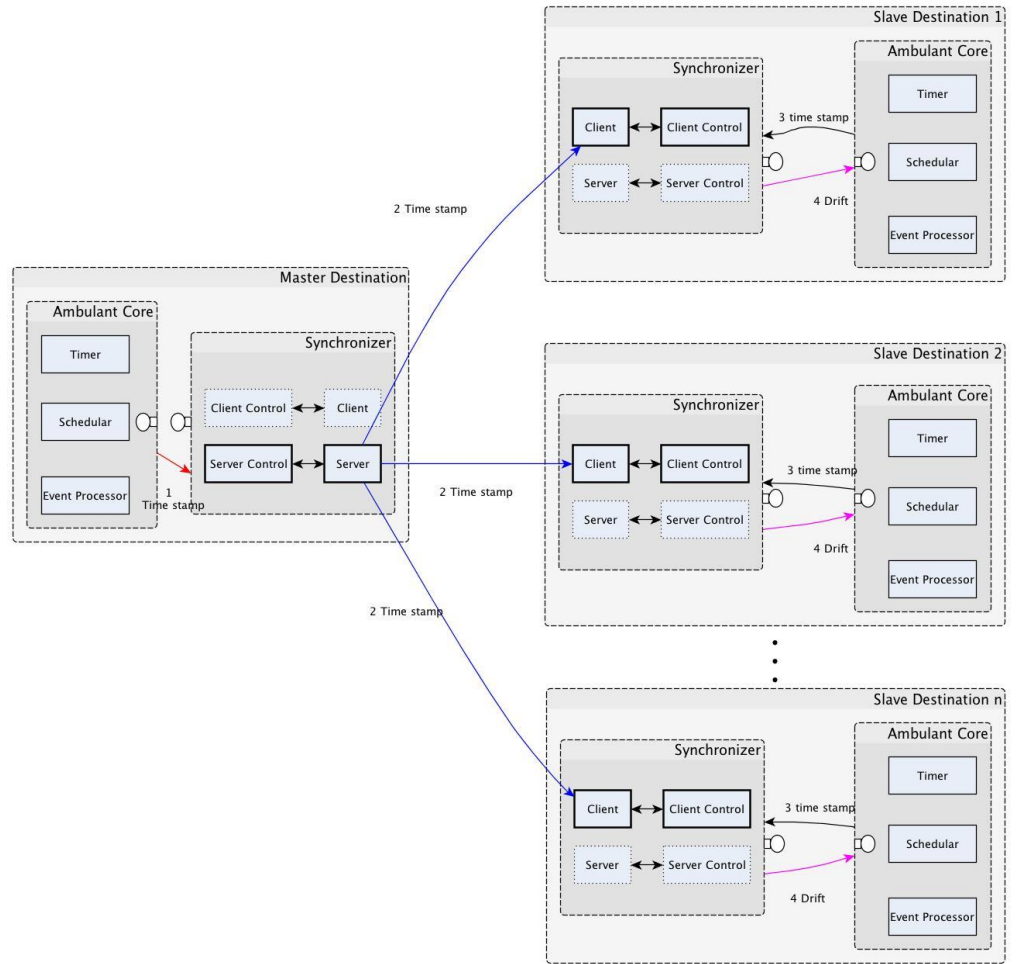 Slave Destination 1
Ambulant Core
Synchronizer
Timer
3 time stamp
Client
Client Control
Schedular
Server
Server Control
4 Drift
2 Time stamp
Event Processor
Master Destination
Ambulant Core
Synchronizer
Timer
Client Control
Client
Schedular
Server Control
Server
1
Time stamp
Event Processor
2 Time stamp
Slave Destination 2
Ambulant Core
Synchronizer
Timer
Client
Client Control
3 time stamp
Schedular
Server
Server Control
4 Drift
Event Processor
2 Time stamp
Slave Destination n
Ambulant Core
Synchronizer
Timer
Client
Client Control
3 time stamp
Schedular
Server
Server Control
4 Drift
Event Processor